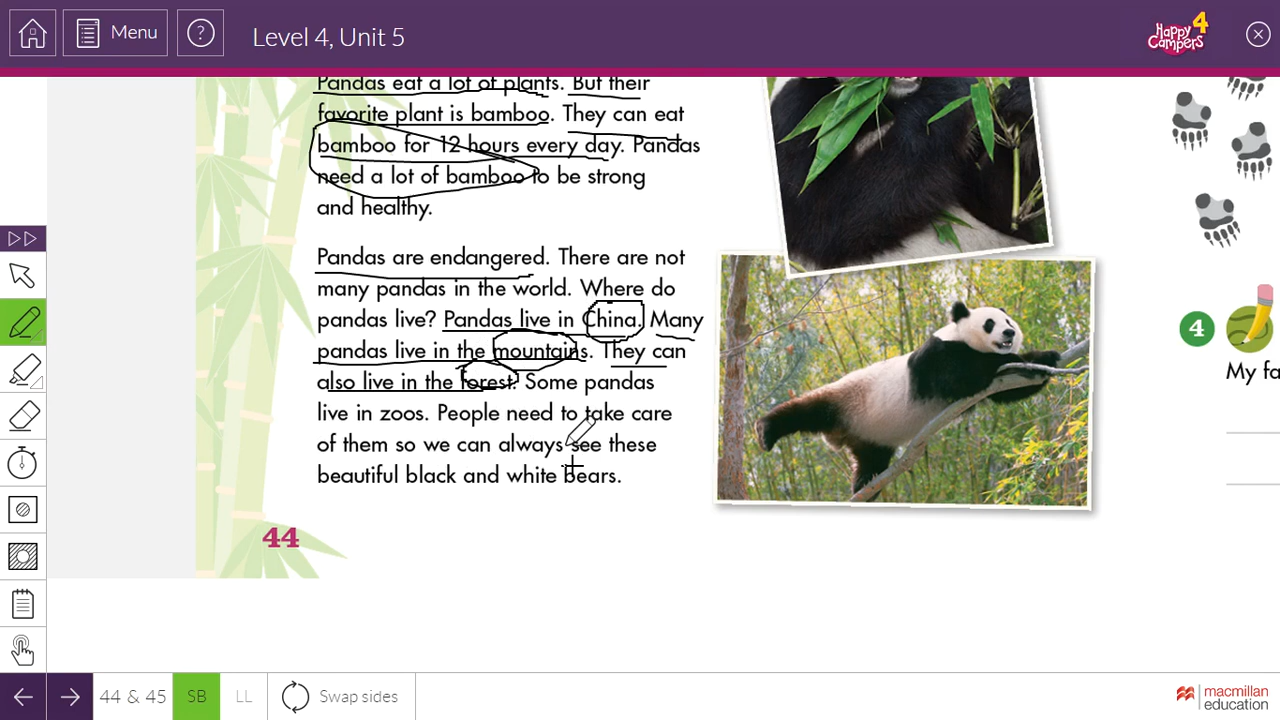 Menu
?
Level 4, Unit 5
Happy Campers 4
Pandas eat a lot of plants. But their
favorite plant is bamboo. They can eat
bamboo for 12 hours every day. Pandas
need a lot of bamboo to be strong
and healthy.
Pandas are endangered. There are not
many pandas in the world. Where do
pandas live? Pandas live in China. Many
pandas live in the mountains. They can
also live in the forest. Some pandas
live in zoos. People need to take care
of them so we can always see these
beautiful black and white bears.
44
4
My fa
44 & 45
SB
LL
Swap sides
macmillan
education